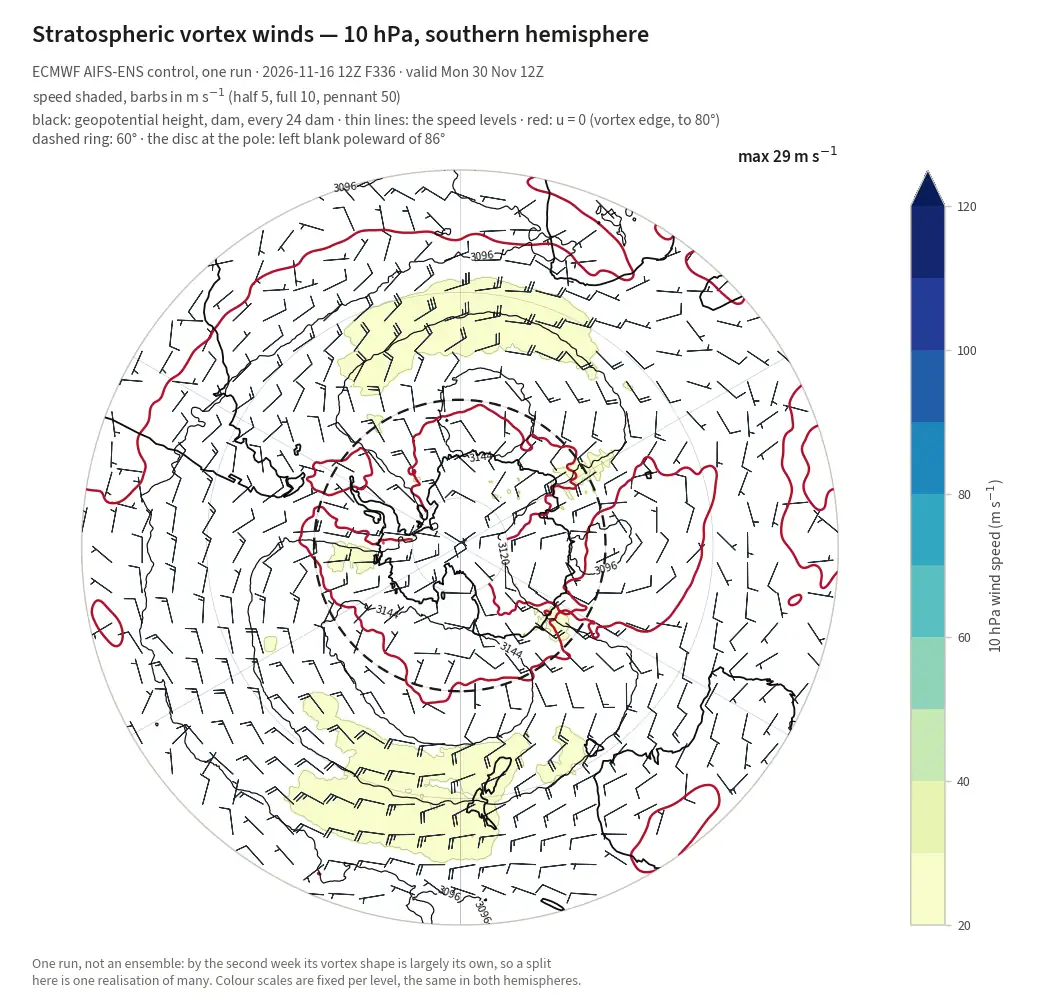 Stratospheric vortex winds — 10 hPa, southern hemisphere
ECMWF AIFS-ENS control, one run · 2026-11-16 12Z F336 · valid Mon 30 Nov 12Z
speed shaded, barbs in m s⁻¹ (half 5, full 10, pennant 50)
black: geopotential height, dam, every 24 dam · thin lines: the speed levels · red: u = 0 (vortex edge, to 80°)
dashed ring: 60° · the disc at the pole: left blank poleward of 86°
max 29 m s⁻¹
3096
3096
3144
3120
3096
3144
3144
3096
3096
120
100
80
60
40
20
10 hPa wind speed (m s⁻¹)
One run, not an ensemble: by the second week its vortex shape is largely its own, so a split
here is one realisation of many. Colour scales are fixed per level, the same in both hemispheres.